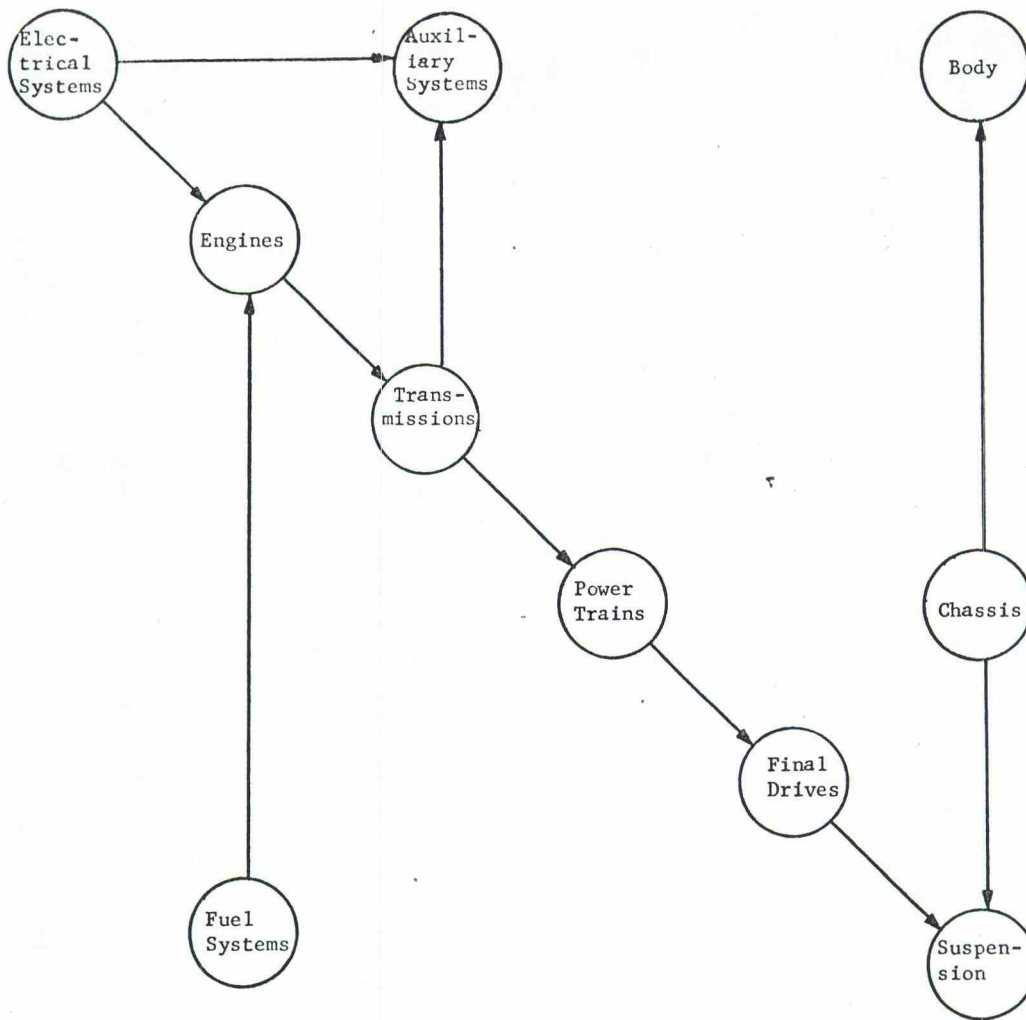 Elec-
trical
Systems
Auxil-
iary
Systems
Body
Engines
Trans-
missions
Power
Trains
Chassis
Final
Drives
Fuel
Systems
Suspen-
sion